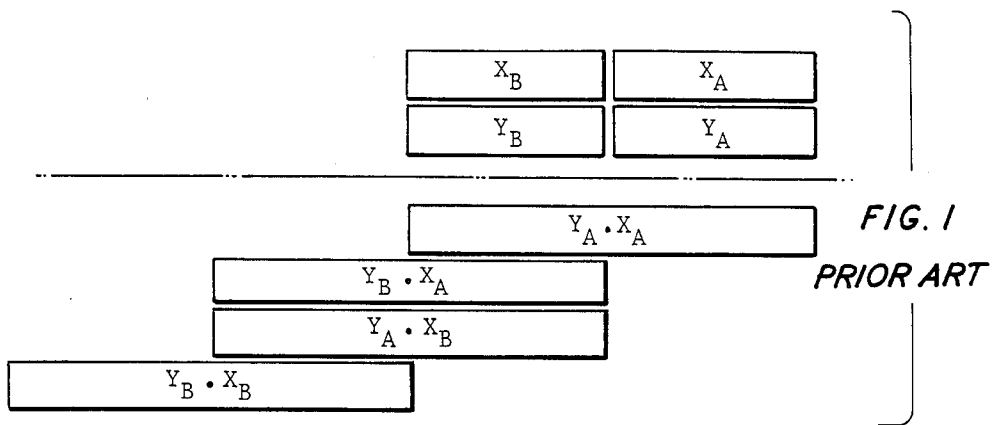 X_B X_A
Y_B Y_A
Y_A · X_A
Y_B · X_A
Y_A · X_B
Y_B · X_B
FIG. 1
PRIOR ART